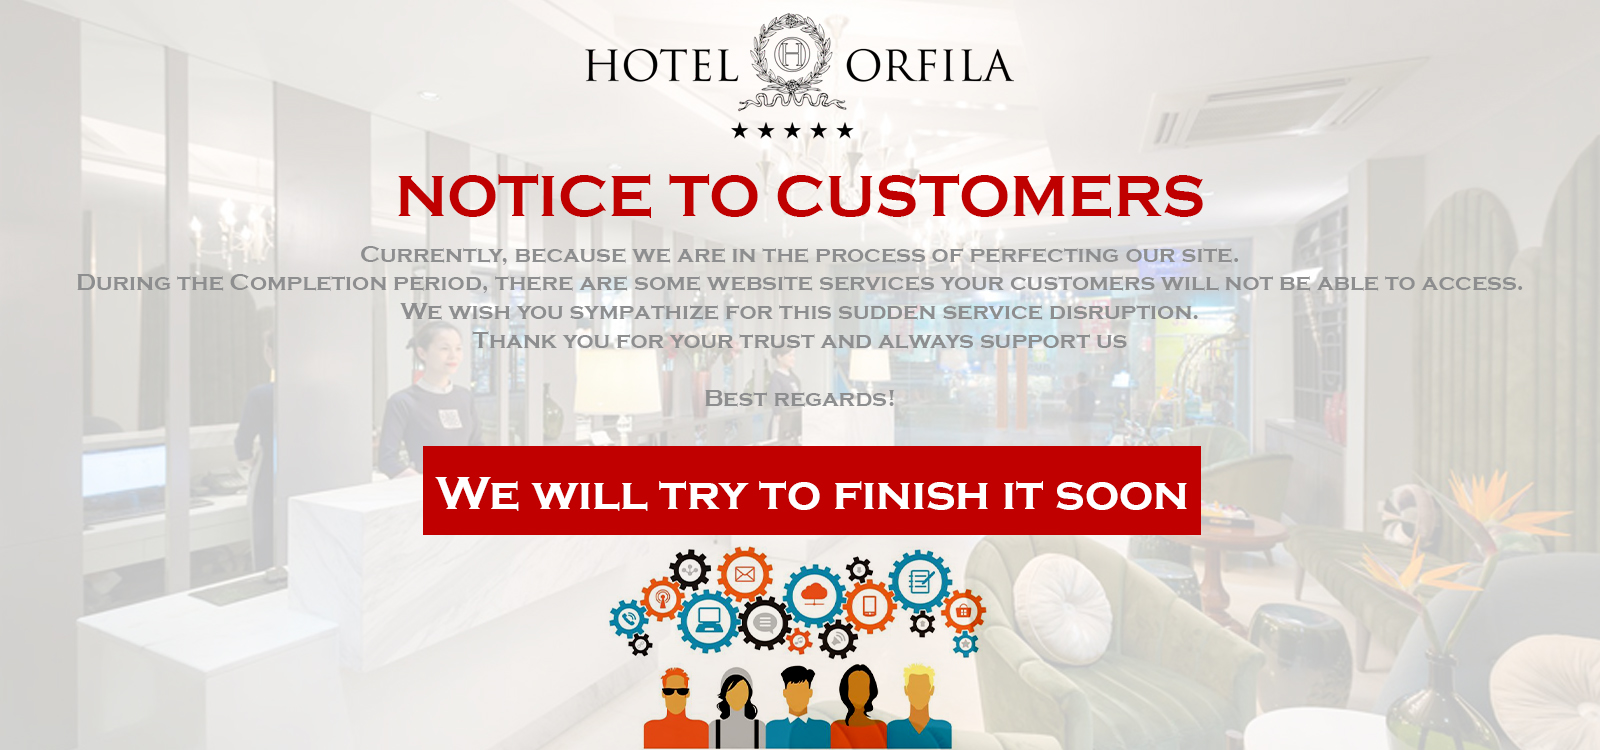 HOTEL H ORFILA
NOTICE TO CUSTOMERS
Currently, because we are in the process of perfecting our site.
During the Completion period, there are some website services your customers will not be able to access.
We wish you sympathize for this sudden service disruption.
Thank you for your trust and always support us
Best regards!
We will try to finish it soon